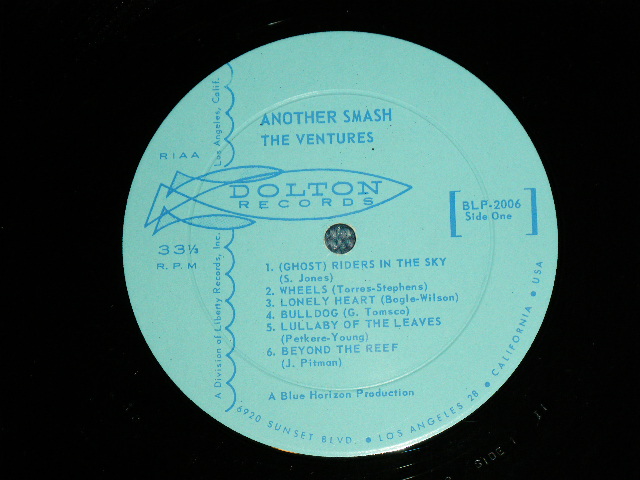 ANOTHER SMASH
THE VENTURES
RIAA
DOLTON
RECORDS
33⅓
R.P.M
[BLP-2006
Side One]
1. (GHOST) RIDERS IN THE SKY
(S. Jones)
2. WHEELS (Torres-Stephens)
3. LONELY HEART (Bogle-Wilson)
4. BULLDOG (G. Tomsco)
5. LULLABY OF THE LEAVES
(Petkere-Young)
6. BEYOND THE REEF
(J. Pitman)
A Blue Horizon Production
A Division of Liberty Records, Inc. Los Angeles, Calif.
6920 SUNSET BLVD. ● LOS ANGELES 28 ● CALIFORNIA ● USA
SIDE 1